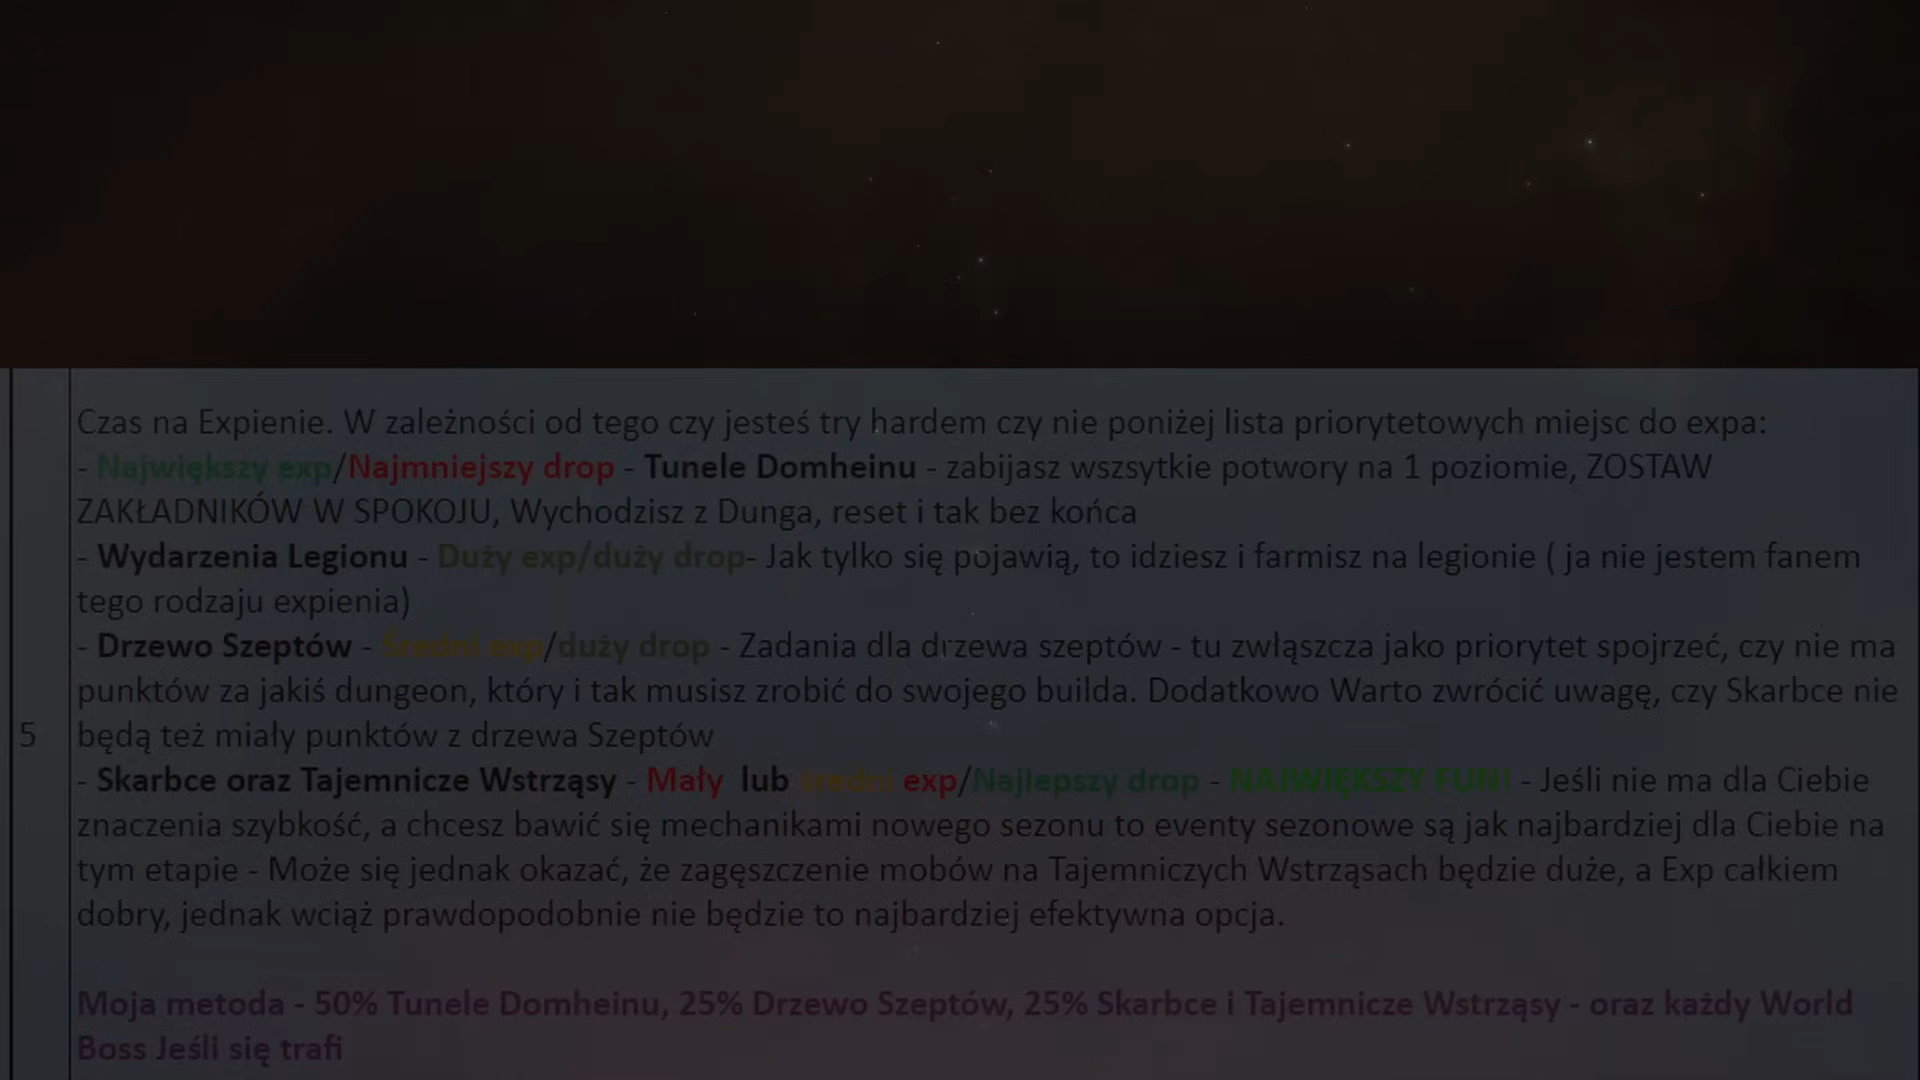 Czas na Expienie. W zależności od tego czy jesteś try hardem czy nie poniżej lista priorytetowych miejsc do expa:
- Największy exp/Najmniejszy drop - Tunele Domheinu - zabijasz wszsytkie potwory na 1 poziomie, ZOSTAW
ZAKŁADNIKÓW W SPOKOJU, Wychodzisz z Dunga, reset i tak bez końca
- Wydarzenia Legionu - Duży exp/duży drop- Jak tylko się pojawią, to idziesz i farmisz na legionie ( ja nie jestem fanem
tego rodzaju expienia)
- Drzewo Szeptów - Średni exp/duży drop - Zadania dla drzewa szeptów - tu zwłąszcza jako priorytet spojrzeć, czy nie ma
punktów za jakiś dungeon, który i tak musisz zrobić do swojego builda. Dodatkowo Warto zwrócić uwagę, czy Skarbce nie
5 będą też miały punktów z drzewa Szeptów
- Skarbce oraz Tajemnicze Wstrząsy - Mały lub średni exp/Najlepszy drop - NAJWIĘKSZY FUN! - Jeśli nie ma dla Ciebie
znaczenia szybkość, a chcesz bawić się mechanikami nowego sezonu to eventy sezonowe są jak najbardziej dla Ciebie na
tym etapie - Może się jednak okazać, że zagęszczenie mobów na Tajemniczych Wstrząsach będzie duże, a Exp całkiem
dobry, jednak wciąż prawdopodobnie nie będzie to najbardziej efektywna opcja.
Moja metoda - 50% Tunele Domheinu, 25% Drzewo Szeptów, 25% Skarbce i Tajemnicze Wstrząsy - oraz każdy World
Boss Jeśli się trafi